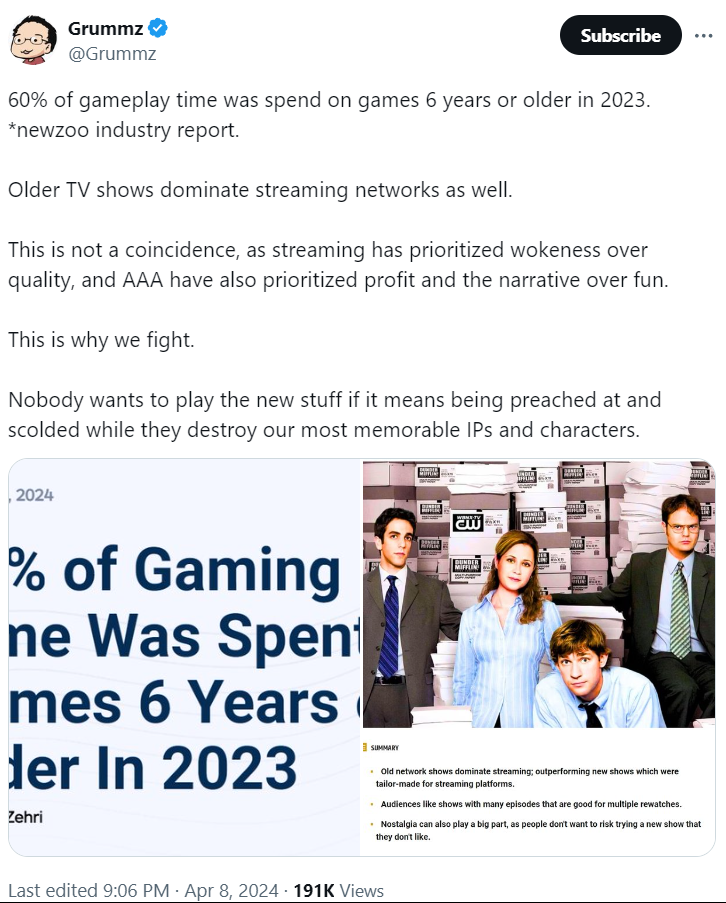 Grummz
@Grummz
Subscribe
60% of gameplay time was spend on games 6 years or older in 2023.
*newzoo industry report.
Older TV shows dominate streaming networks as well.
This is not a coincidence, as streaming has prioritized wokeness over
quality, and AAA have also prioritized profit and the narrative over fun.
This is why we fight.
Nobody wants to play the new stuff if it means being preached at and
scolded while they destroy our most memorable IPs and characters.
, 2024
% of Gaming
me Was Spent
mes 6 Years
der In 2023
Zehri
DUNDER
MIFFLIN
SUMMARY
• Old network shows dominate streaming; outperforming new shows which were
tailor-made for streaming platforms.
• Audiences like shows with many episodes that are good for multiple rewatches.
• Nostalgia can also play a big part, as people don't want to risk trying a new show that
they don't like.
Last edited 9:06 PM · Apr 8, 2024 · 191K Views